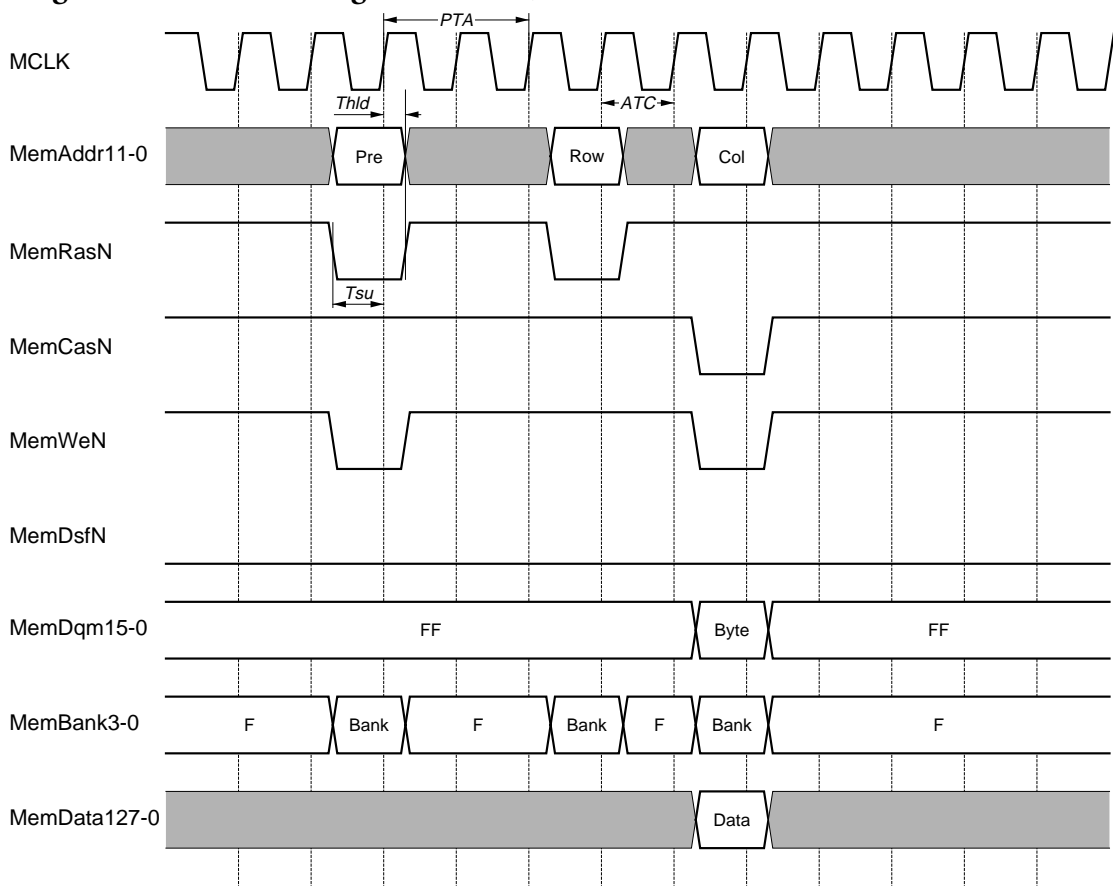 PTA
MCLK
Thld
ATC
MemAddr11-0
Pre
Row
Col
MemRasN
Tsu
MemCasN
MemWeN
MemDsfN
MemDqm15-0
FF
Byte
FF
MemBank3-0
F
Bank
F
Bank
F
Bank
F
MemData127-0
Data